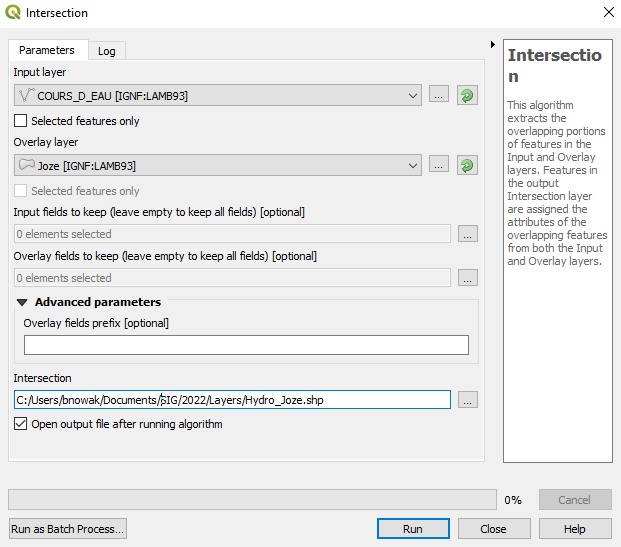 Intersection
Parameters
Log
Input layer
COURS_D_EAU [IGNF:LAMB93]
...
Selected features only
Overlay layer
Joze [IGNF:LAMB93]
...
Selected features only
Input fields to keep (leave empty to keep all fields) [optional]
0 elements selected
...
Overlay fields to keep (leave empty to keep all fields) [optional]
0 elements selected
...
Advanced parameters
Overlay fields prefix [optional]
Intersection
C:/Users/bnowak/Documents/SIG/2022/Layers/Hydro_Joze.shp
...
Open output file after running algorithm
Intersectio
n
This algorithm
extracts the
overlapping portions
of features in the
Input and Overlay
layers. Features in
the output
Intersection layer
are assigned the
attributes of the
overlapping features
from both the Input
and Overlay layers.
0%
Cancel
Run as Batch Process...
Run
Close
Help